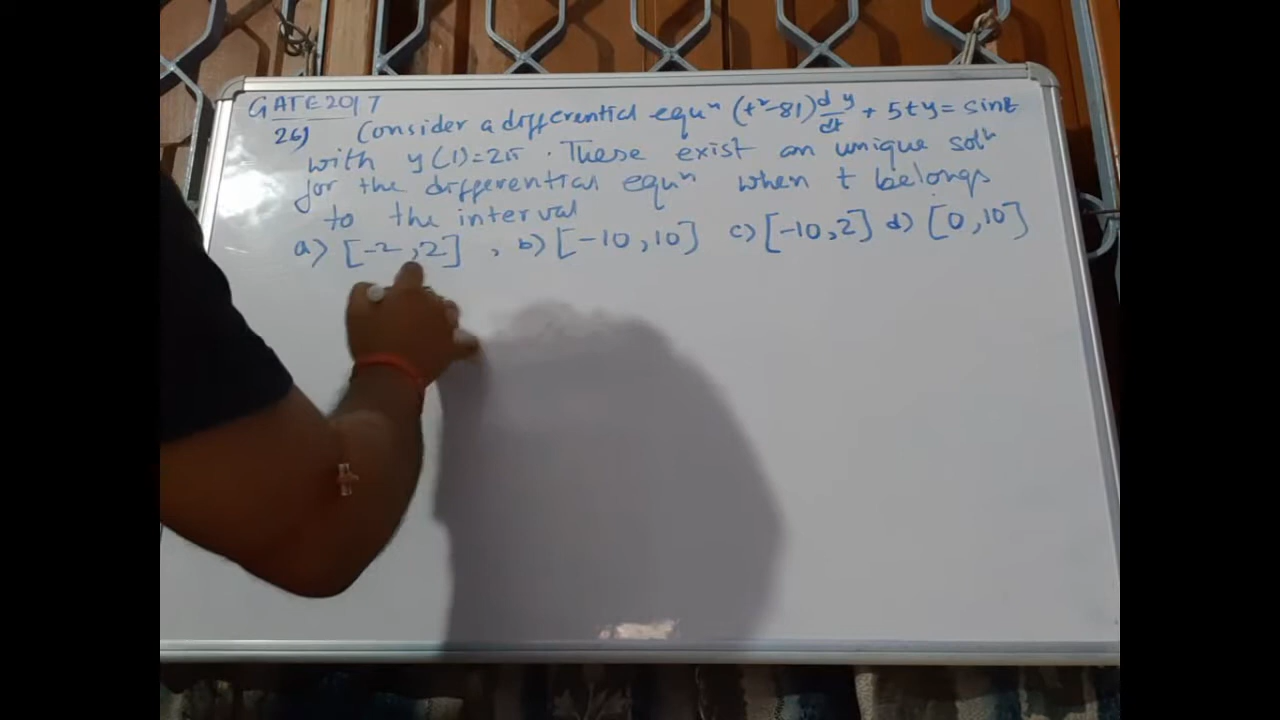 GATE 2017
26) Consider a differential equⁿ (t²-81) dy/dt + 5ty = sint
with y(1)=2π. These exist an unique solⁿ
for the differential equⁿ when t belongs
to the interval
a) [-2,2] , b) [-10,10] c) [-10,2] d) [0,10]